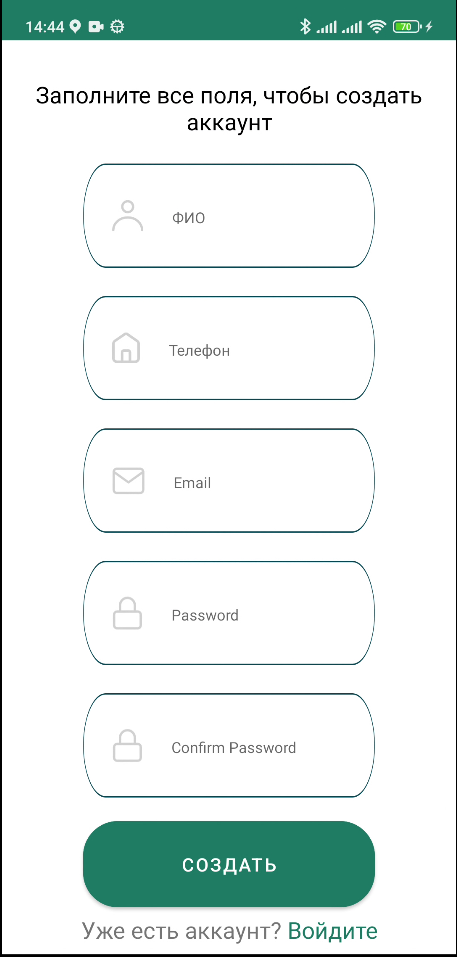 14:44
70
Заполните все поля, чтобы создать
аккаунт
ФИО
Телефон
Email
Password
Confirm Password
СОЗДАТЬ
Уже есть аккаунт? Войдите